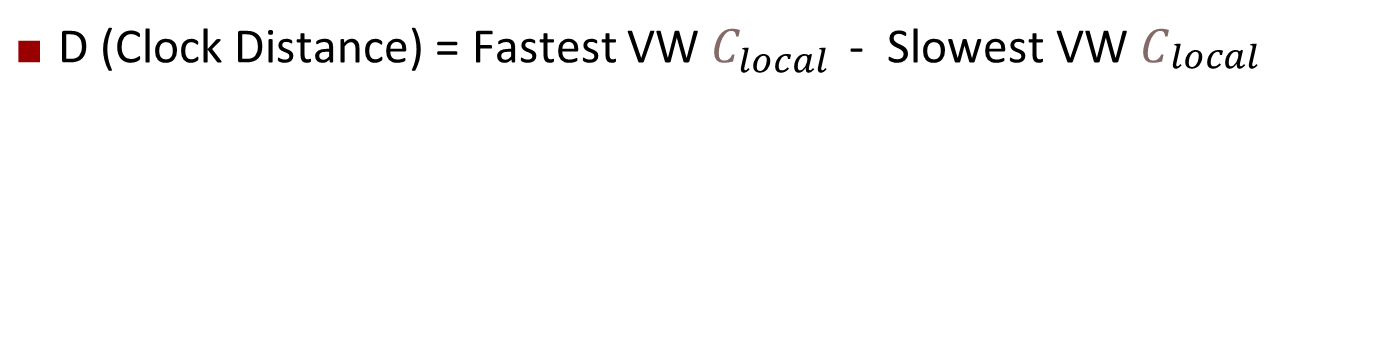 ▪ D (Clock Distance) = Fastest VW C_local - Slowest VW C_local